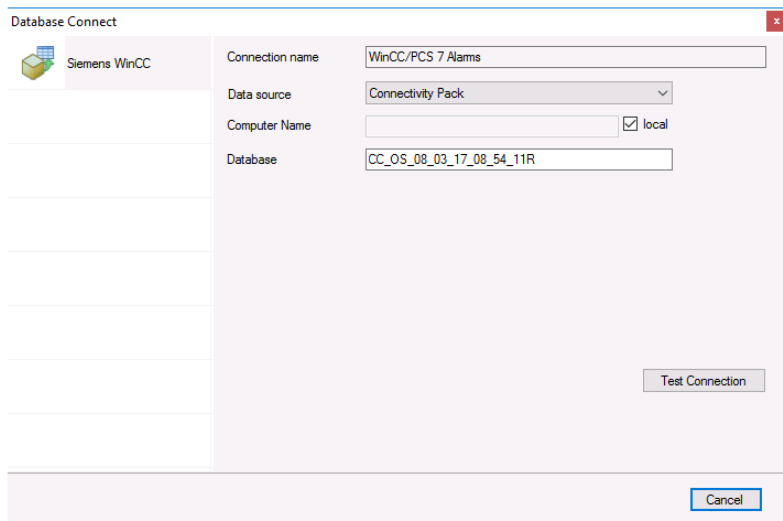 Database Connect
x
Siemens WinCC
Connection name
WinCC/PCS 7 Alarms
Data source
Connectivity Pack
Computer Name
local
Database
CC_OS_08_03_17_08_54_11R
Test Connection
Cancel